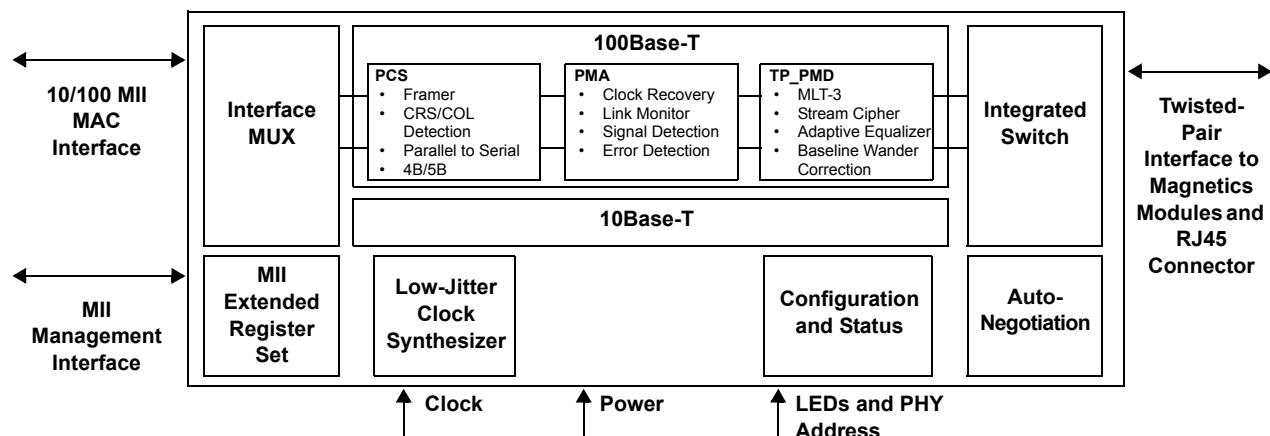 10/100 MII
MAC
Interface
MII
Management
Interface
Interface
MUX
100Base-T
PCS
• Framer
• CRS/COL
Detection
• Parallel to Serial
• 4B/5B
PMA
• Clock Recovery
• Link Monitor
• Signal Detection
• Error Detection
TP_PMD
• MLT-3
• Stream Cipher
• Adaptive Equalizer
• Baseline Wander
Correction
10Base-T
Integrated
Switch
Twisted-
Pair
Interface to
Magnetics
Modules and
RJ45
Connector
MII
Extended
Register
Set
Low-Jitter
Clock
Synthesizer
Configuration
and Status
Auto-
Negotiation
Clock
Power
LEDs and PHY
Address